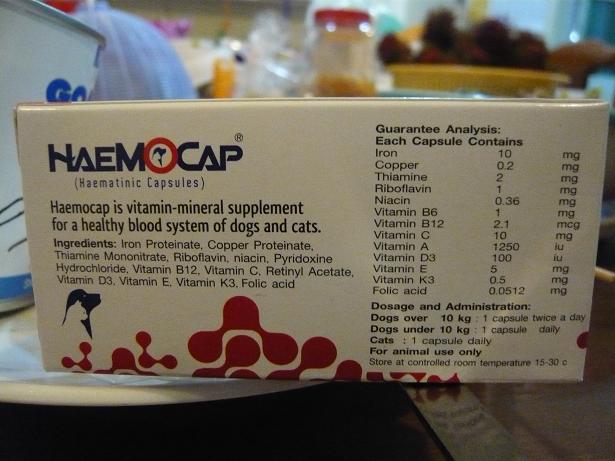 HAEMOCAP®
(Haematinic Capsules)
Haemocap is vitamin-mineral supplement
for a healthy blood system of dogs and cats.
Ingredients: Iron Proteinate, Copper Proteinate,
Thiamine Mononitrate, Riboflavin, niacin, Pyridoxine
Hydrochloride, Vitamin B12, Vitamin C, Retinyl Acetate,
Vitamin D3, Vitamin E, Vitamin K3, Folic acid
Guarantee Analysis:
Each Capsule Contains
Iron 10 mg
Copper 0.2 mg
Thiamine 2 mg
Riboflavin 1 mg
Niacin 0.36 mg
Vitamin B6 1 mg
Vitamin B12 2.1 mcg
Vitamin C 10 mg
Vitamin A 1250 iu
Vitamin D3 100 iu
Vitamin E 5 mg
Vitamin K3 0.5 mg
Folic acid 0.0512 mg
Dosage and Administration:
Dogs over 10 kg : 1 capsule twice a day
Dogs under 10 kg : 1 capsule daily
Cats : 1 capsule daily
For animal use only
Store at controlled room temperature 15-30 c